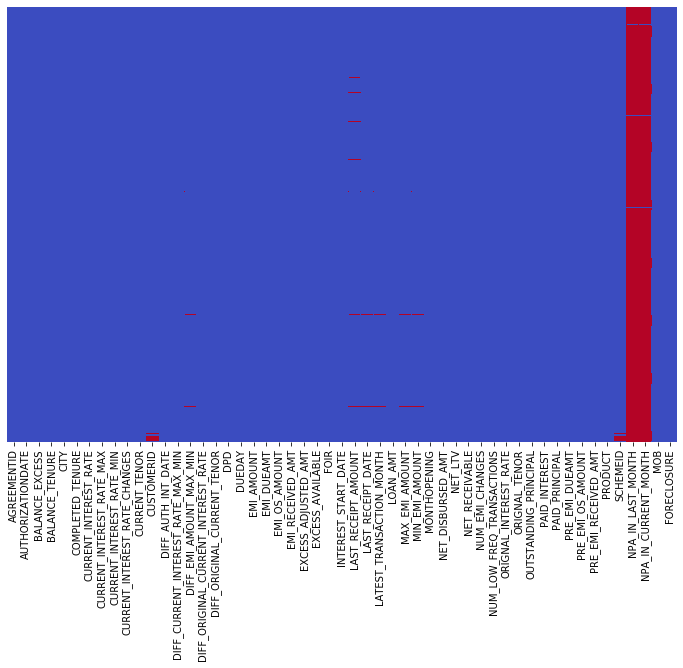 AGREEMENTID
AUTHORIZATIONDATE
BALANCE_EXCESS
BALANCE_TENURE
CITY
COMPLETED_TENURE
CURRENT_INTEREST_RATE
CURRENT_INTEREST_RATE_MAX
CURRENT_INTEREST_RATE_MIN
CURRENT_INTEREST_RATE_CHANGES
CURRENT_TENOR
CUSTOMERID
DIFF_AUTH_INT_DATE
DIFF_CURRENT_INTEREST_RATE_MAX_MIN
DIFF_EMI_AMOUNT_MAX_MIN
DIFF_ORIGINAL_CURRENT_INTEREST_RATE
DIFF_ORIGINAL_CURRENT_TENOR
DPD
DUEDAY
EMI_AMOUNT
EMI_DUEAMT
EMI_OS_AMOUNT
EMI_RECEIVED_AMT
EXCESS_ADJUSTED_AMT
EXCESS_AVAILABLE
FOIR
INTEREST_START_DATE
LAST_RECEIPT_AMOUNT
LAST_RECEIPT_DATE
LATEST_TRANSACTION_MONTH
LOAN_AMT
MAX_EMI_AMOUNT
MIN_EMI_AMOUNT
MONTHOPENING
NET_DISBURSED_AMT
NET_LTV
NET_RECEIVABLE
NUM_EMI_CHANGES
NUM_LOW_FREQ_TRANSACTIONS
ORIGNAL_INTEREST_RATE
ORIGNAL_TENOR
OUTSTANDING_PRINCIPAL
PAID_INTEREST
PAID_PRINCIPAL
PRE_EMI_DUEAMT
PRE_EMI_OS_AMOUNT
PRE_EMI_RECEIVED_AMT
PRODUCT
SCHEMEID
NPA_IN_LAST_MONTH
NPA_IN_CURRENT_MONTH
MOB
FORECLOSURE